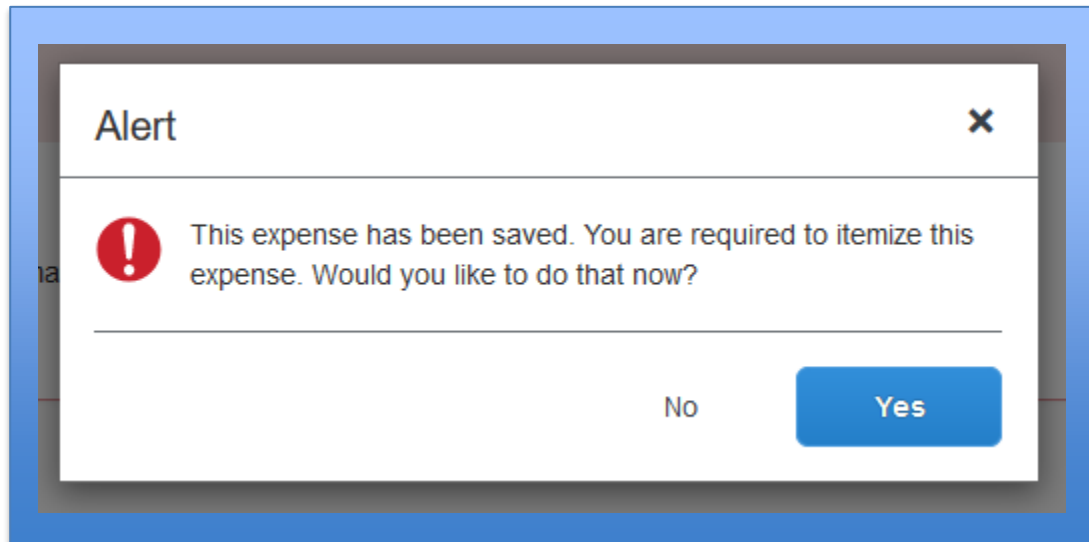 Alert
This expense has been saved. You are required to itemize this
expense. Would you like to do that now?
No
Yes